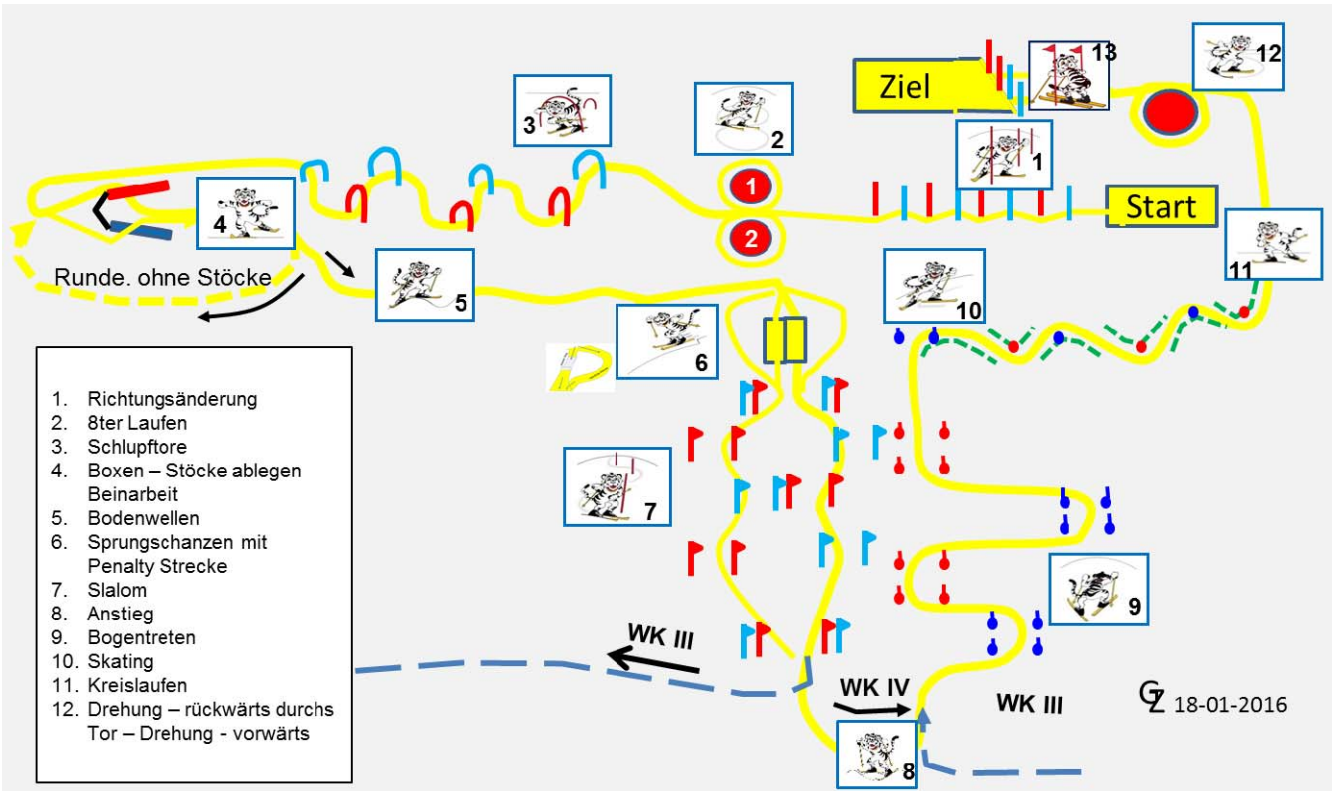 Ziel
13
12
3
2
1
1
Start
4
2
11
Runde. ohne Stöcke
5
10
6
1. Richtungsänderung
2. 8ter Laufen
3. Schlupftore
4. Boxen – Stöcke ablegen
Beinarbeit
5. Bodenwellen
6. Sprungschanzen mit
Penalty Strecke
7. Slalom
8. Anstieg
9. Bogentreten
10. Skating
11. Kreislaufen
12. Drehung – rückwärts durchs
Tor – Drehung - vorwärts
7
9
WK III
WK IV
WK III
GZ 18-01-2016
8